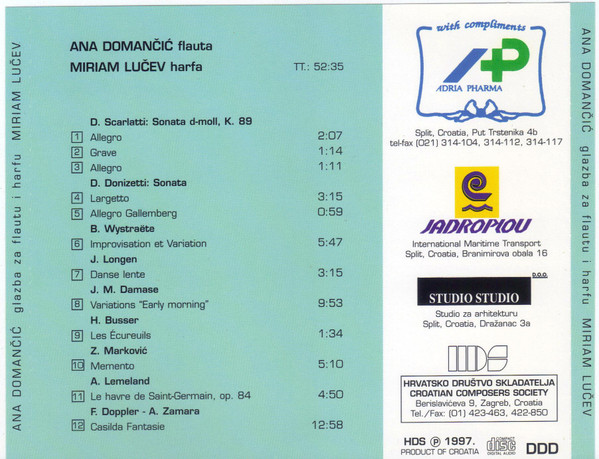 ANA DOMANČIĆ glazba za flautu i harfu MIRIAM LUČEV
ANA DOMANČIĆ flauta
MIRIAM LUČEV harfa TT.: 52:35
D. Scarlatti: Sonata d-moll, K. 89
1 Allegro 2:07
2 Grave 1:14
3 Allegro 1:11
D. Donizetti: Sonata
4 Largetto 3:15
5 Allegro Gallemberg 0:59
B. Wystraëte
6 Improvisation et Variation 5:47
J. Longen
7 Danse lente 3:15
J. M. Damase
8 Variations "Early morning" 9:53
H. Busser
9 Les Écureuils 1:34
Z. Marković
10 Memento 5:10
A. Lemeland
11 Le havre de Saint-Germain, op. 84 4:50
F. Doppler - A. Zamara
12 Casilda Fantasie 12:58
with compliments
AP
ADRIA PHARMA
Split, Croatia, Put Trstenika 4b
tel-fax (021) 314-104, 314-112, 314-117
JADROPLOV
International Maritime Transport
Split, Croatia, Branimirova obala 16
d.o.o.
STUDIO STUDIO
Studio za arhitekturu
Split, Croatia, Dražanac 3a
HDS
HRVATSKO DRUŠTVO SKLADATELJA
CROATIAN COMPOSERS SOCIETY
Berislavićeva 9, Zagreb, Croatia
Tel./Fax: (01) 423-463, 422-850
HDS Ⓟ 1997.
PRODUCT OF CROATIA
COMPACT
disc
DIGITAL AUDIO
DDD
ANA DOMANČIĆ glazba za flautu i harfu MIRIAM LUČEV